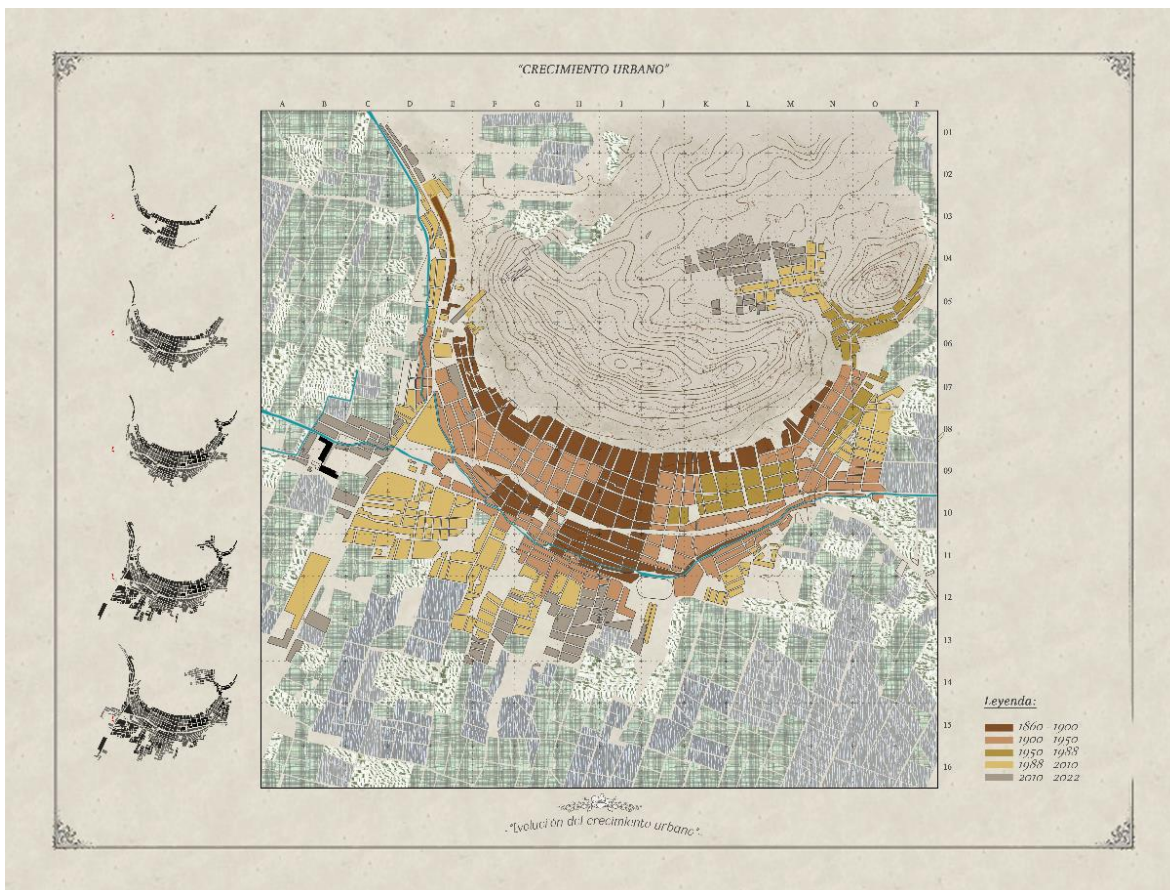 "CRECIMIENTO URBANO"
A B C D E F G H I J K L M N O P
01
02
03
04
05
06
07
08
09
10
11
12
13
14
15
16
Leyenda:
1860 - 1900
1900 - 1950
1950 - 1988
1988 - 2010
2010 - 2022
"Evolución del crecimiento urbano"